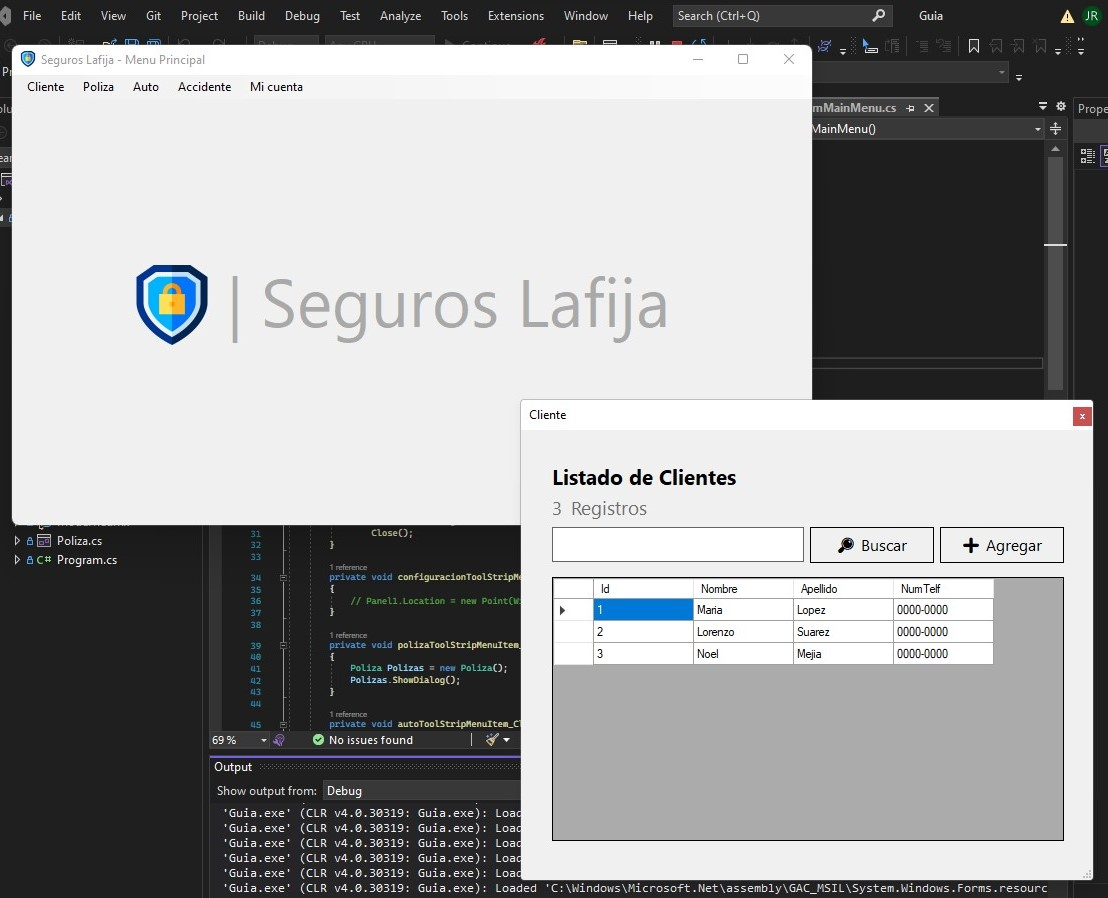 File Edit View Git Project Build Debug Test Analyze Tools Extensions Window Help Search (Ctrl+Q) Guia JR
Seguros Lafija - Menu Principal
Cliente Poliza Auto Accidente Mi cuenta
mMainMenu.cs
MainMenu()
Prope
| Seguros Lafija
Cliente
x
Listado de Clientes
3 Registros
Buscar
Agregar
Id Nombre Apellido NumTelf
1 Maria Lopez 0000-0000
2 Lorenzo Suarez 0000-0000
3 Noel Mejia 0000-0000
Poliza.cs
C# Program.cs
31 Close();
32 }
33
1 reference
34 private void configuracionToolStripMe
35 {
36 // Panel1.Location = new Point(Wi
37 }
38
1 reference
39 private void polizaToolStripMenuItem_
40 {
41 Poliza Polizas = new Poliza();
42 Polizas.ShowDialog();
43 }
44
1 reference
45 private void autoToolStripMenuItem_Cl
69 % No issues found
Output
Show output from: Debug
'Guia.exe' (CLR v4.0.30319: Guia.exe): Load
'Guia.exe' (CLR v4.0.30319: Guia.exe): Load
'Guia.exe' (CLR v4.0.30319: Guia.exe): Load
'Guia.exe' (CLR v4.0.30319: Guia.exe): Load
'Guia.exe' (CLR v4.0.30319: Guia.exe): Load
'Guia.exe' (CLR v4.0.30319: Guia.exe): Loaded 'C:\Windows\Microsoft.Net\assembly\GAC_MSIL\System.Windows.Forms.resourc